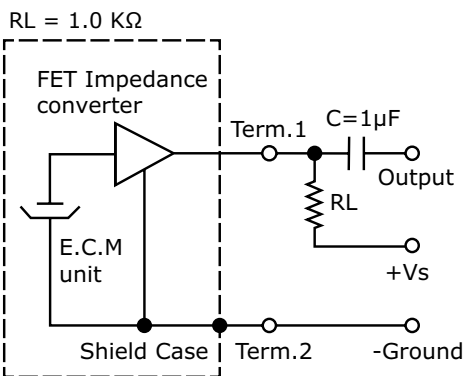 RL = 1.0 KΩ
FET Impedance
converter
Term.1
C=1μF
Output
RL
E.C.M
unit
+Vs
Shield Case
Term.2
-Ground